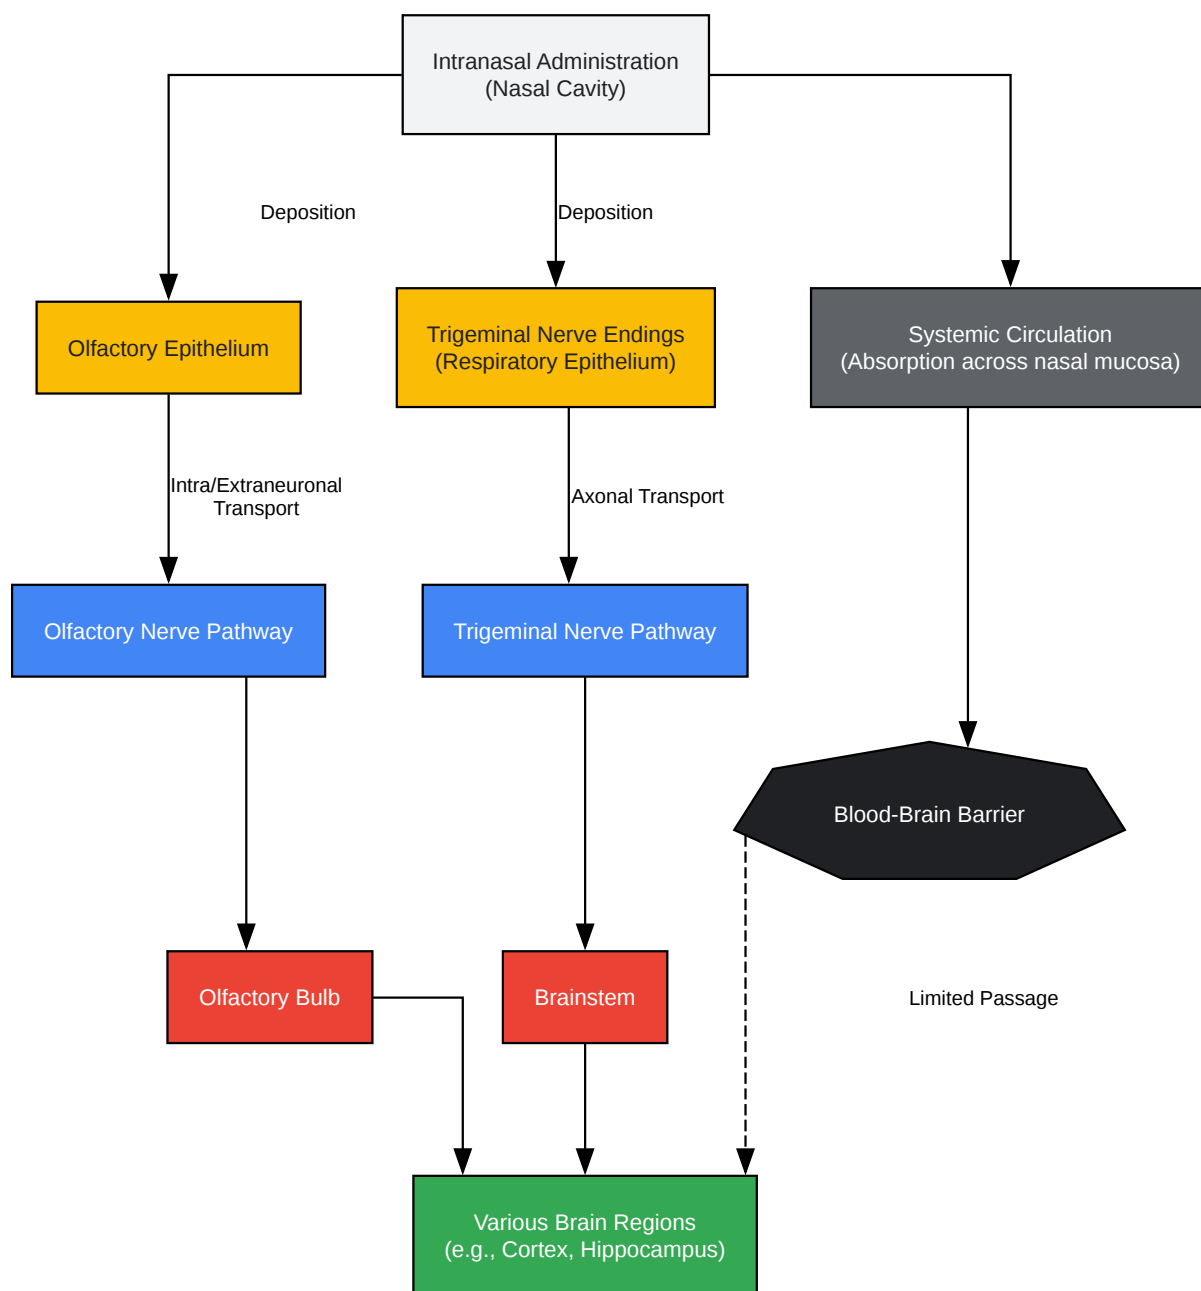 Intranasal Administration
(Nasal Cavity)
Deposition
Deposition
Olfactory Epithelium
Trigeminal Nerve Endings
(Respiratory Epithelium)
Systemic Circulation
(Absorption across nasal mucosa)
Intra/Extraneuronal
Transport
Axonal Transport
Olfactory Nerve Pathway
Trigeminal Nerve Pathway
Blood-Brain Barrier
Olfactory Bulb
Brainstem
Limited Passage
Various Brain Regions
(e.g., Cortex, Hippocampus)